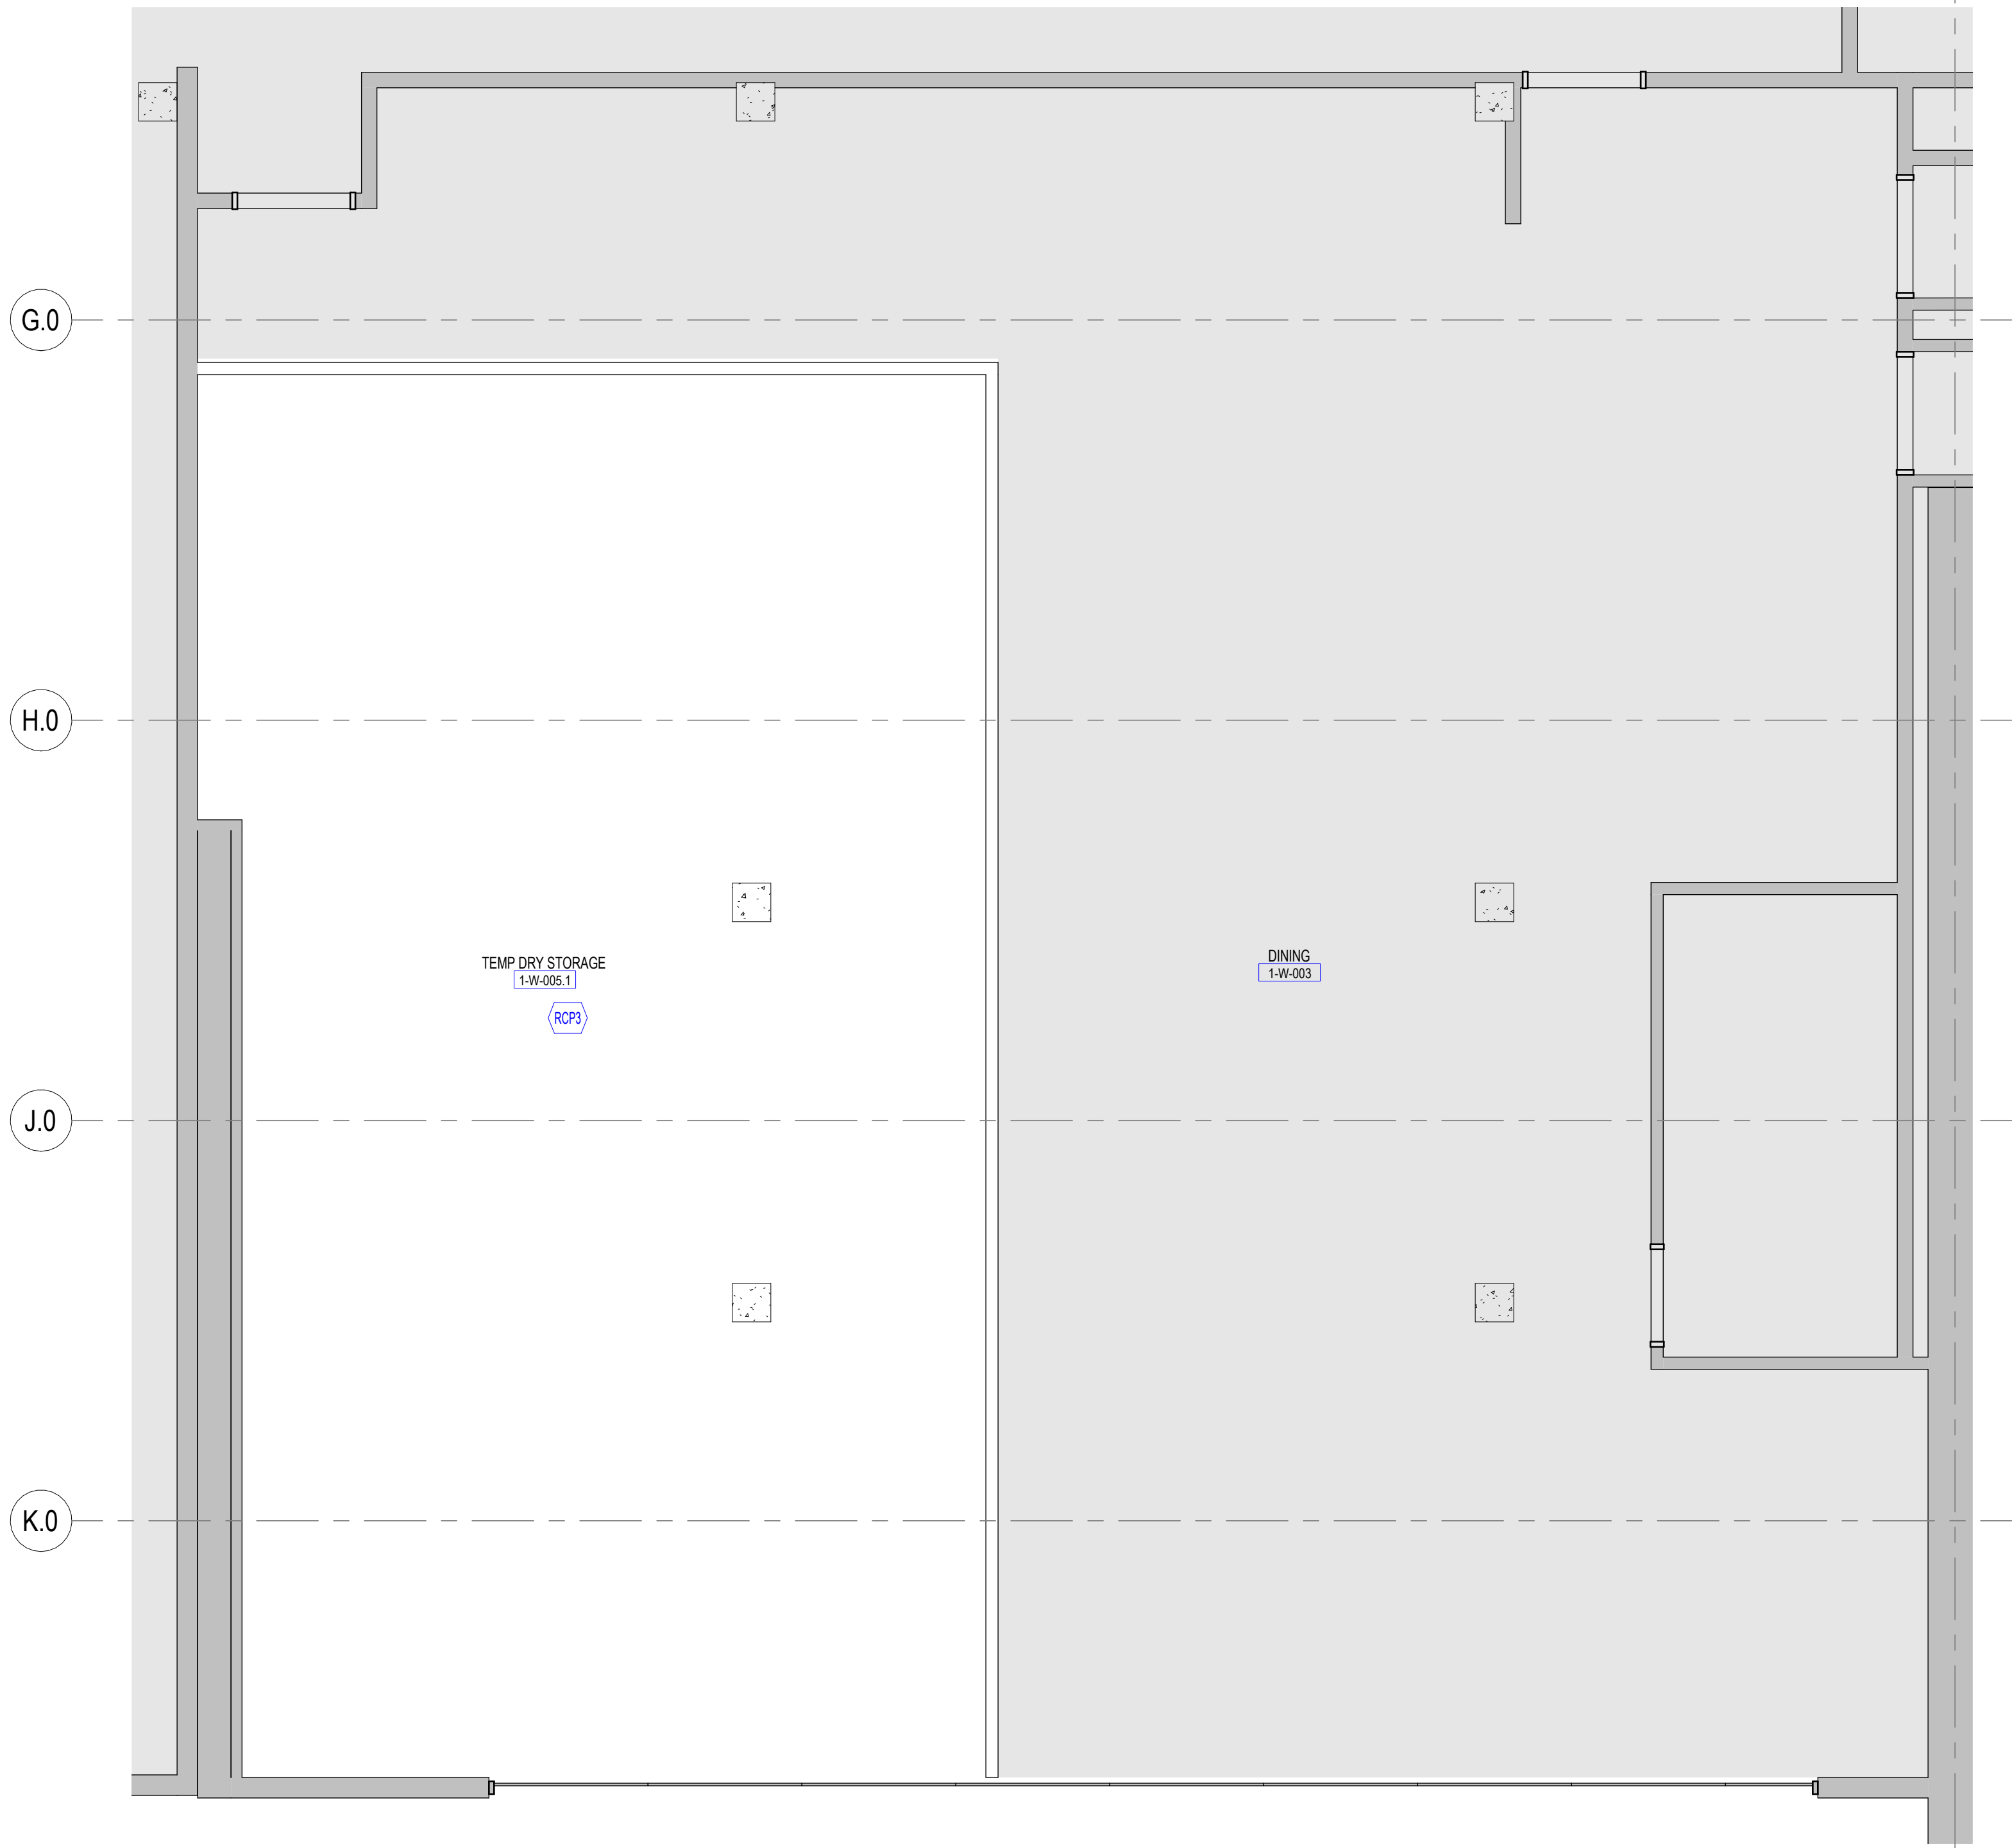 G.0
H.0
TEMP DRY STORAGE
1-W-005.1
RCP3
DINING
1-W-003
J.0
K.0